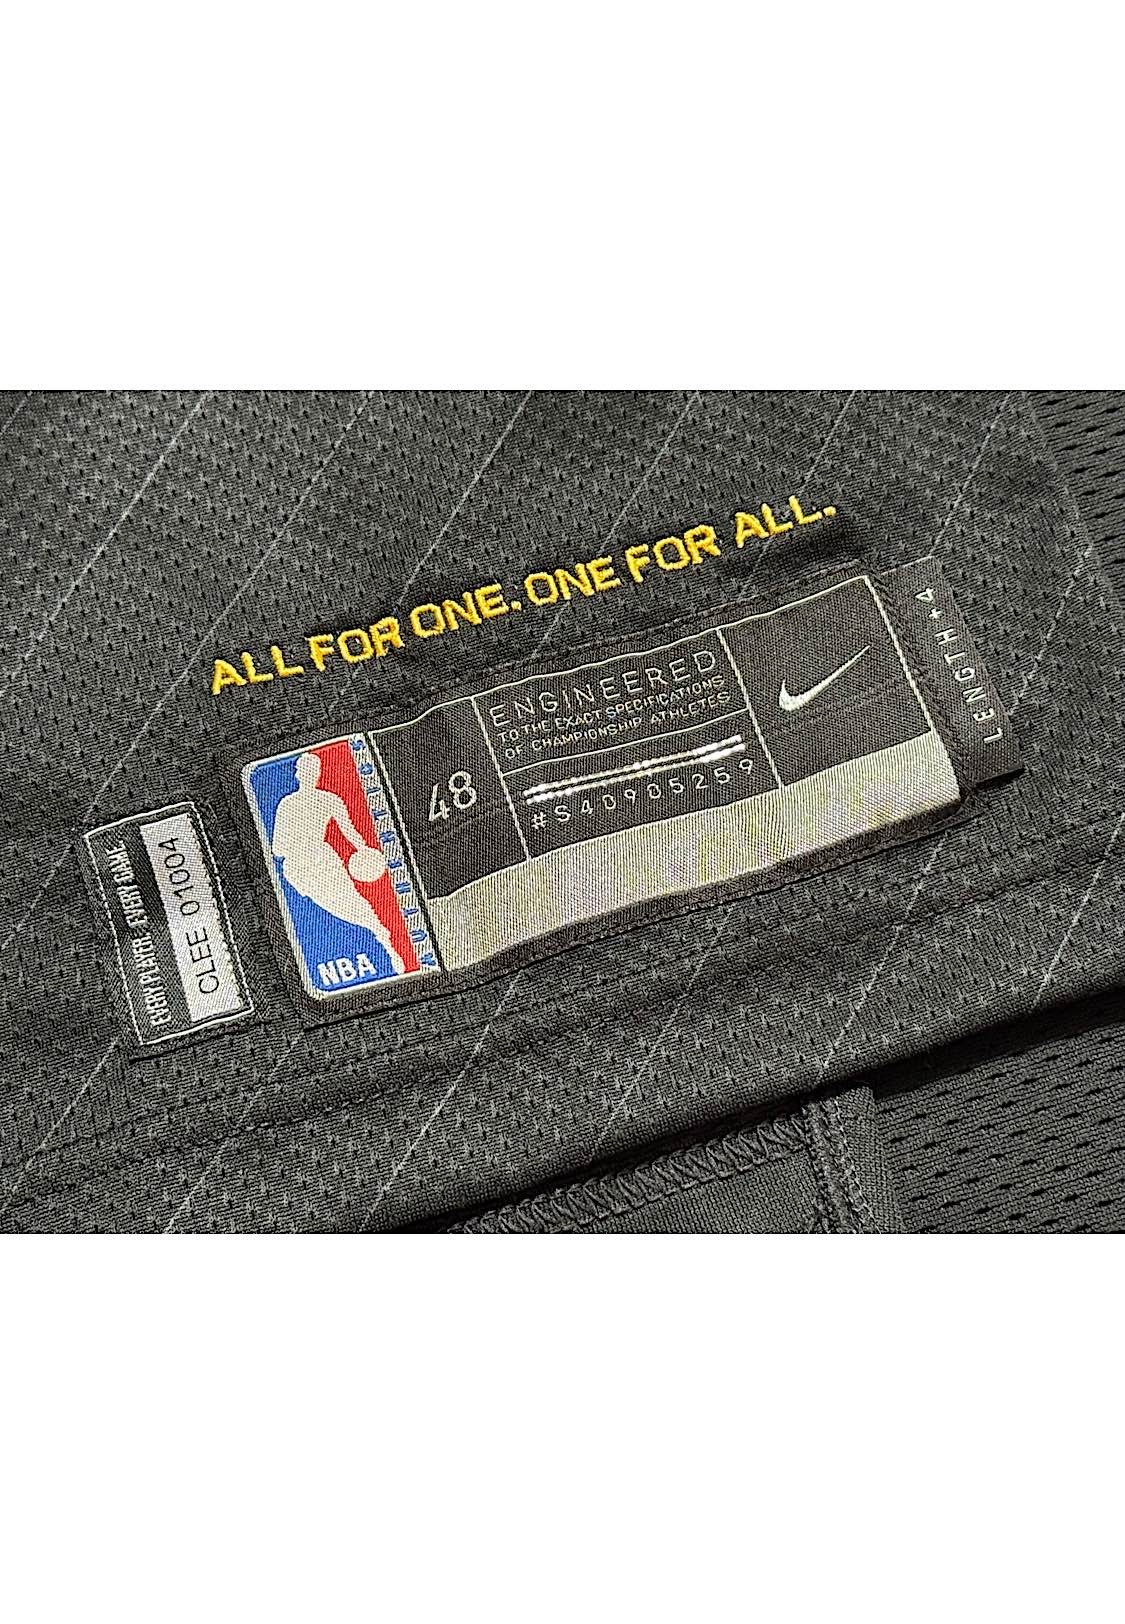 ALL FOR ONE. ONE FOR ALL.
LENGTH +4
ENGINEERED
TO THE EXACT SPECIFICATIONS
OF CHAMPIONSHIP ATHLETES
48
#S40905259
AUTHENTICS
NBA
EVERY PLAYER EVERY GAME
CLEE 01004